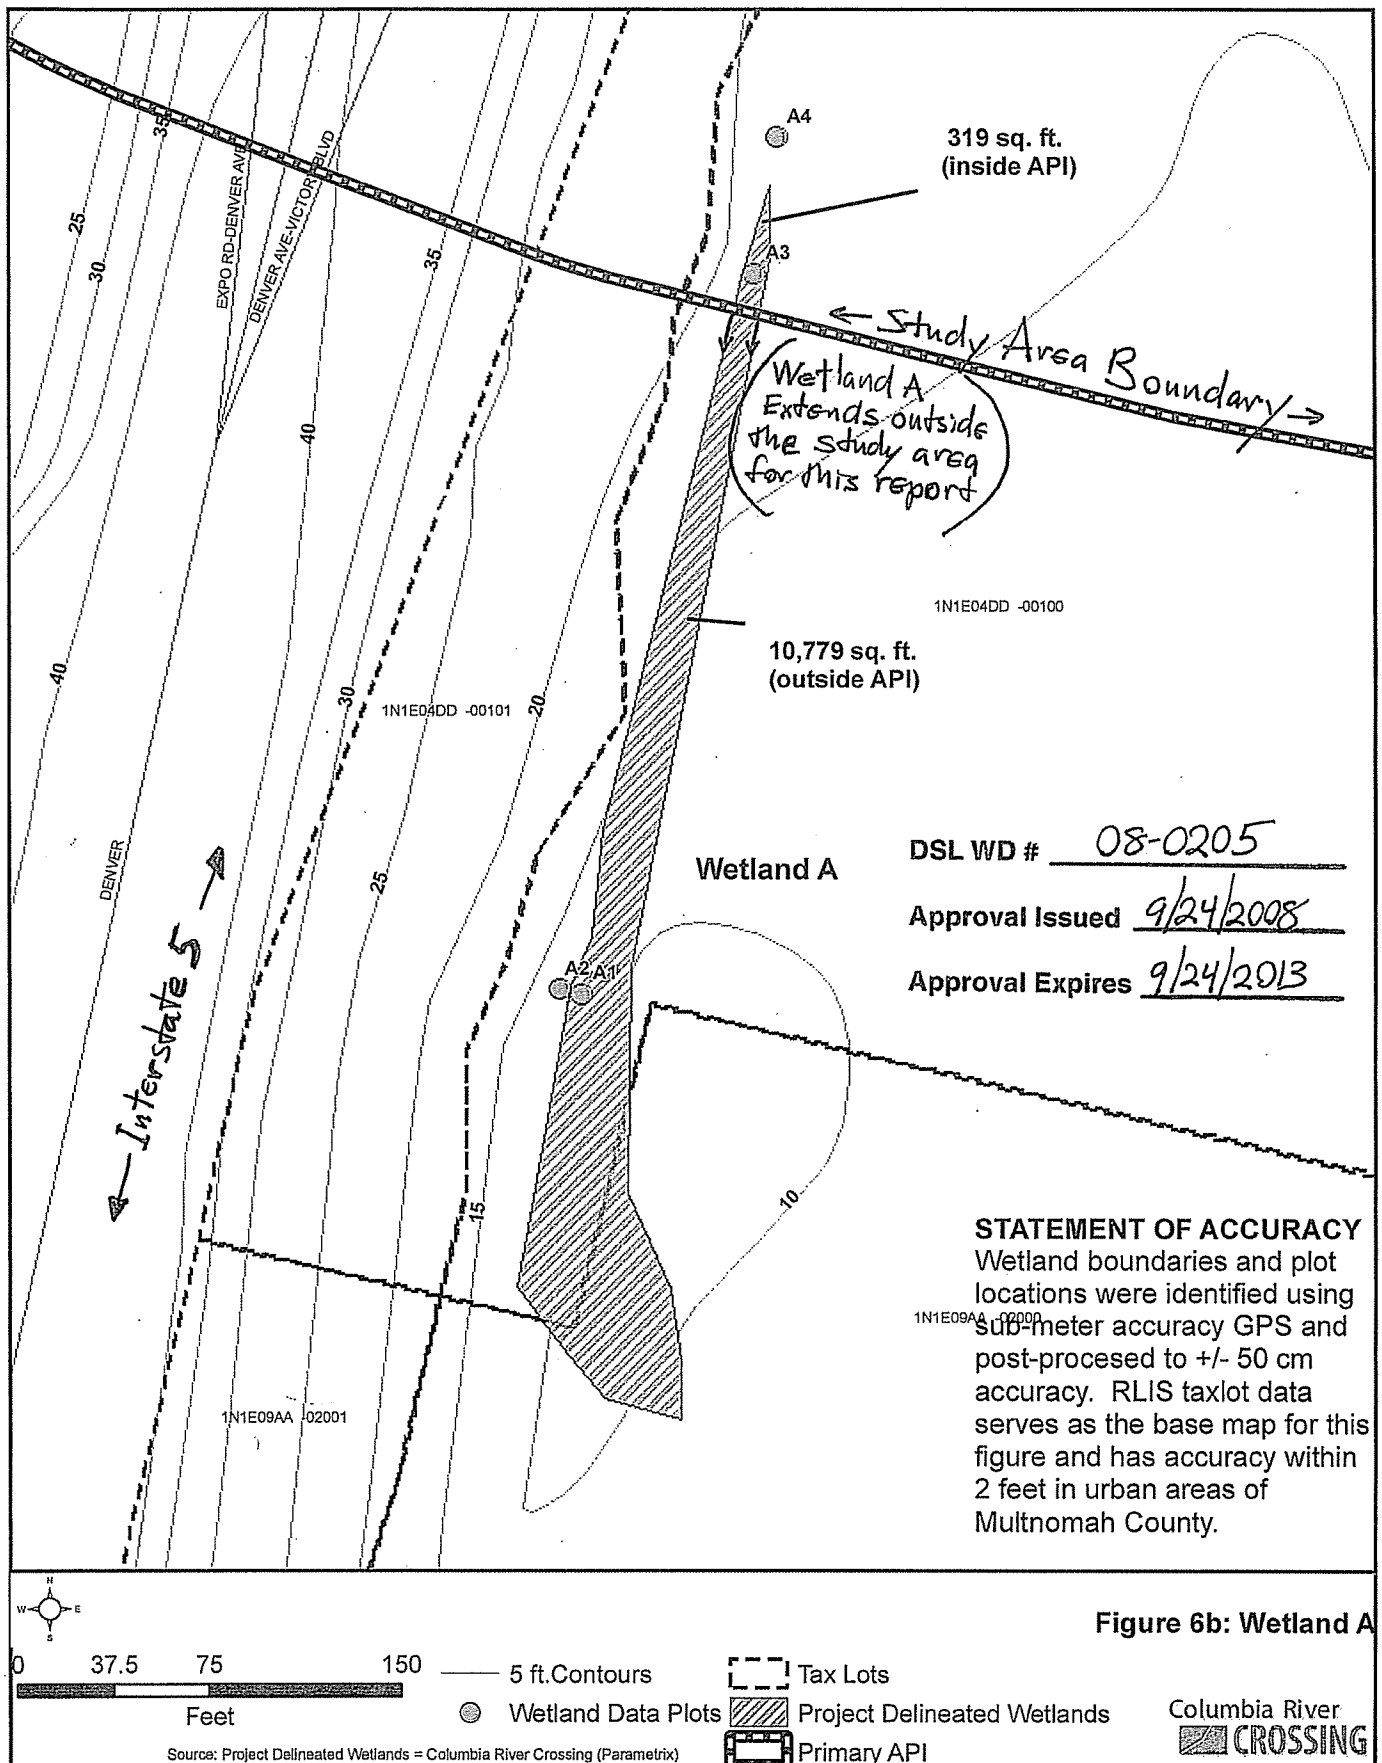 A4
319 sq. ft.
(inside API)
35
EXPO RD-DENVER AVE
DENVER AVE-VICTORY BLVD
25
30
35
A3
← Study Area Boundary →
Wetland A
Extends outside
the study area
for this report
40
1N1E04DD -00100
10,779 sq. ft.
(outside API)
40
30
1N1E04DD -00101
20
DENVER
25
Wetland A
DSL WD # 08-0205
Approval Issued 9/24/2008
Approval Expires 9/24/2013
A2 A1
← Interstate 5 →
15
10
STATEMENT OF ACCURACY
Wetland boundaries and plot
locations were identified using
1N1E09AA -02000
sub-meter accuracy GPS and
post-procesed to +/- 50 cm
accuracy. RLIS taxlot data
serves as the base map for this
figure and has accuracy within
2 feet in urban areas of
Multnomah County.
1N1E09AA -02001
N
W E
S
Figure 6b: Wetland A
0 37.5 75 150
Feet
5 ft.Contours
Wetland Data Plots
Tax Lots
Project Delineated Wetlands
Primary API
Columbia River
CROSSING
Source: Project Delineated Wetlands = Columbia River Crossing (Parametrix)